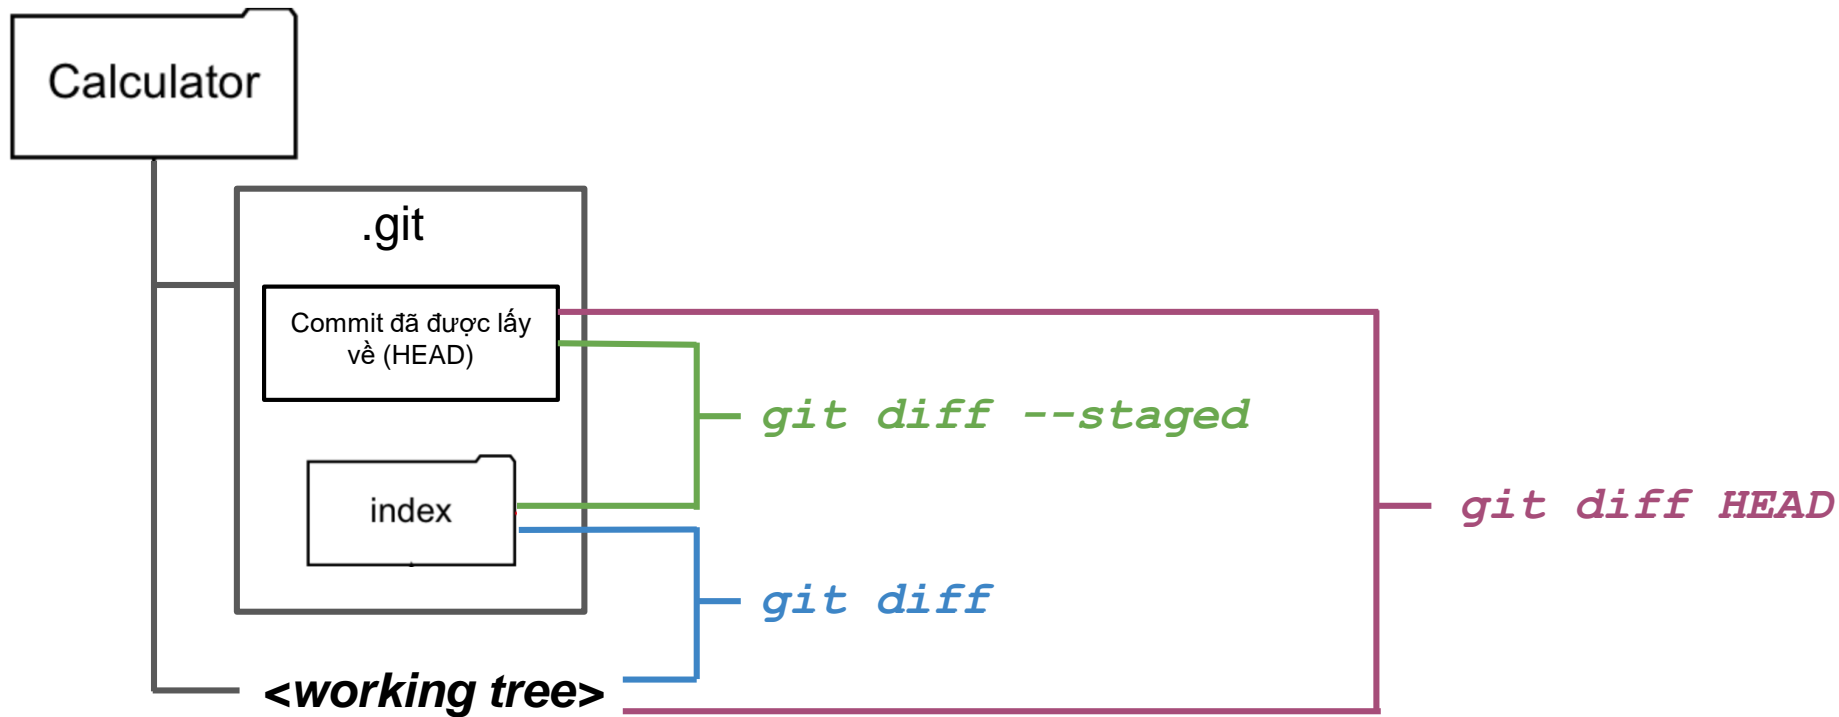 Calculator
.git
Commit đã được lấy
về (HEAD)
git diff --staged
index
git diff HEAD
git diff
<working tree>